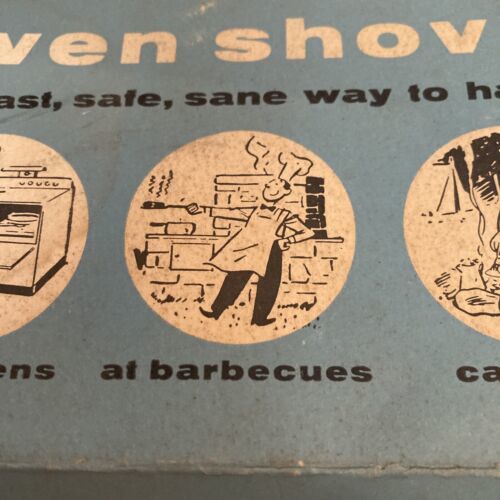 ven shov
ast, safe, sane way to ha
ens at barbecues ca